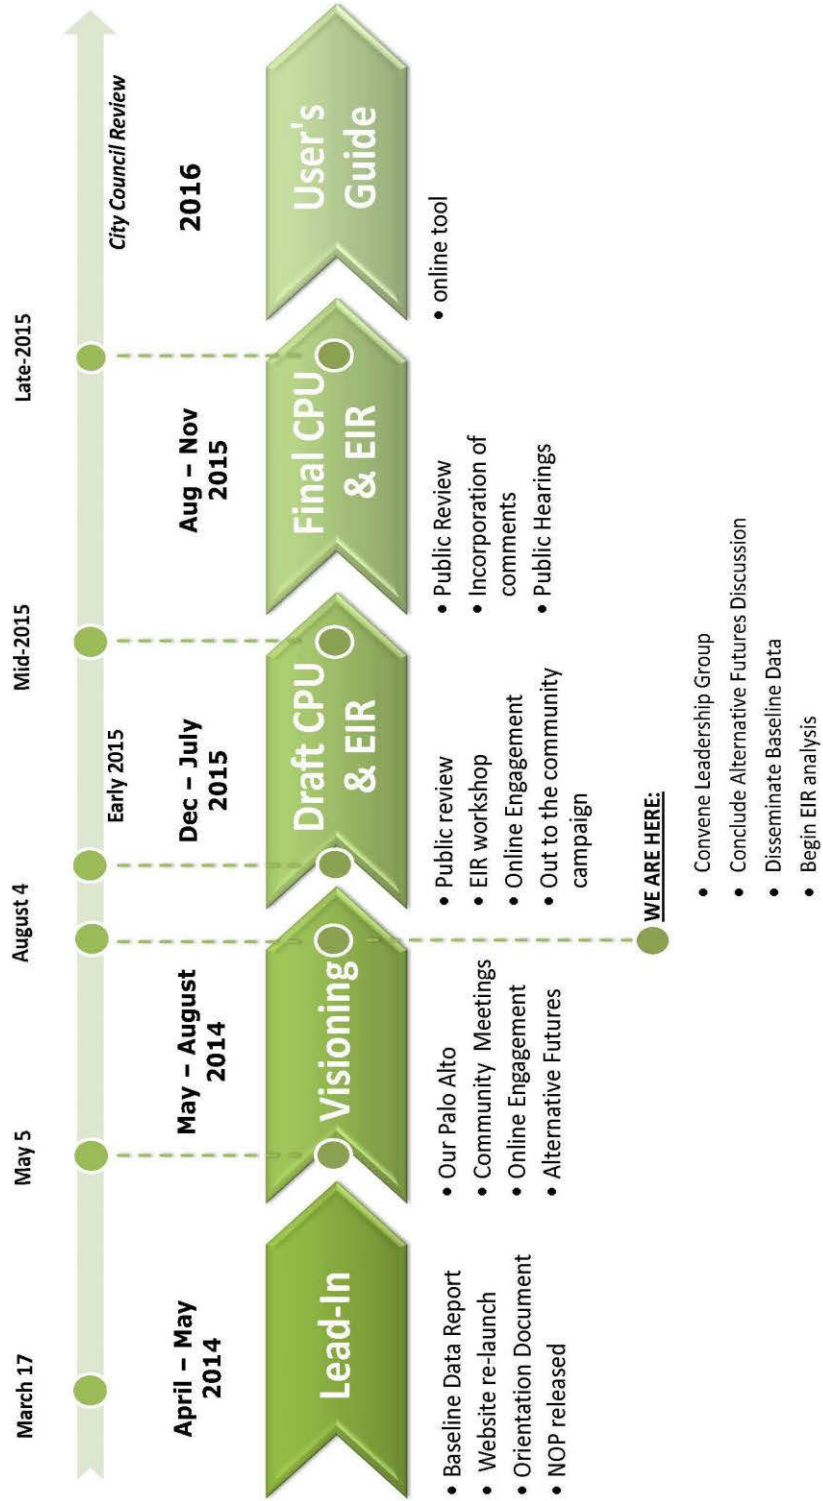 March 17
May 5
August 4
Early 2015
Mid-2015
Late-2015
City Council Review
April – May
2014
May – August
2014
Dec – July
2015
Aug – Nov
2015
2016
Lead-In
Visioning
Draft CPU
& EIR
Final CPU
& EIR
User's
Guide
• Baseline Data Report
• Website re-launch
• Orientation Document
• NOP released
• Our Palo Alto
• Community Meetings
• Online Engagement
• Alternative Futures
• Public review
• EIR workshop
• Online Engagement
• Out to the community
campaign
• Public Review
• Incorporation of
comments
• Public Hearings
• online tool
WE ARE HERE:
• Convene Leadership Group
• Conclude Alternative Futures Discussion
• Disseminate Baseline Data
• Begin EIR analysis